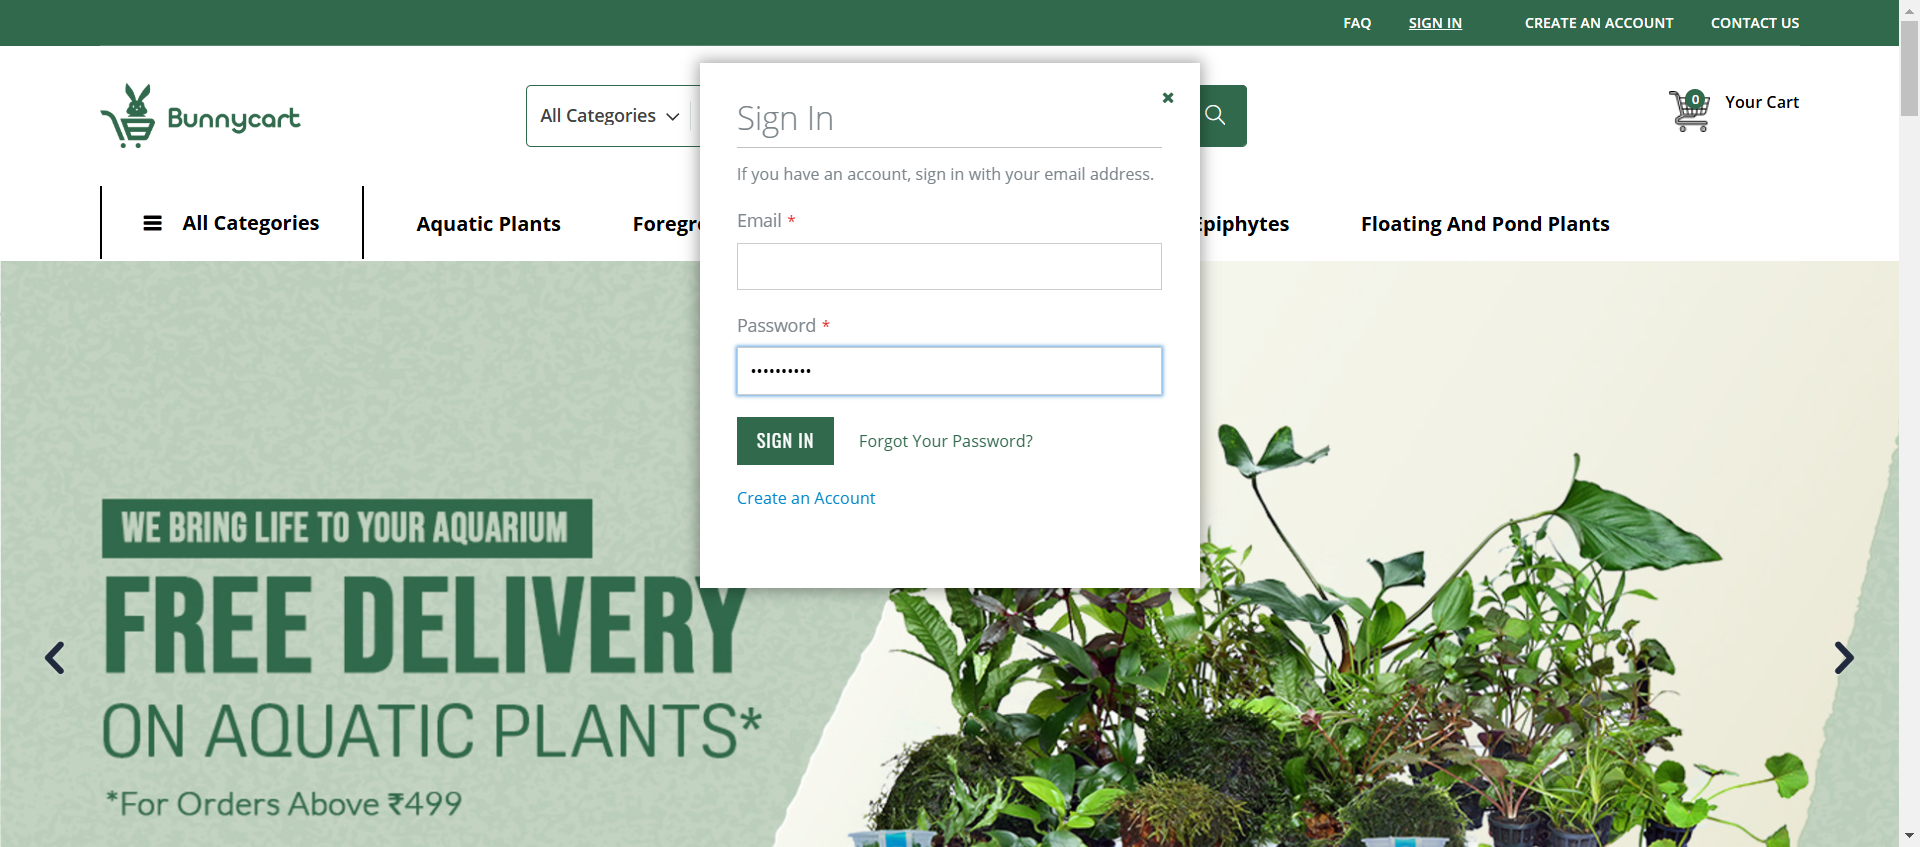 FAQ
SIGN IN
CREATE AN ACCOUNT
CONTACT US
Bunnycart
All Categories
0
Your Cart
Sign In
If you have an account, sign in with your email address.
Email *
Password *
••••••••••
SIGN IN
Forgot Your Password?
Create an Account
All Categories
Aquatic Plants
Foregr
Epiphytes
Floating And Pond Plants
WE BRING LIFE TO YOUR AQUARIUM
FREE DELIVERY
ON AQUATIC PLANTS*
*For Orders Above ₹499